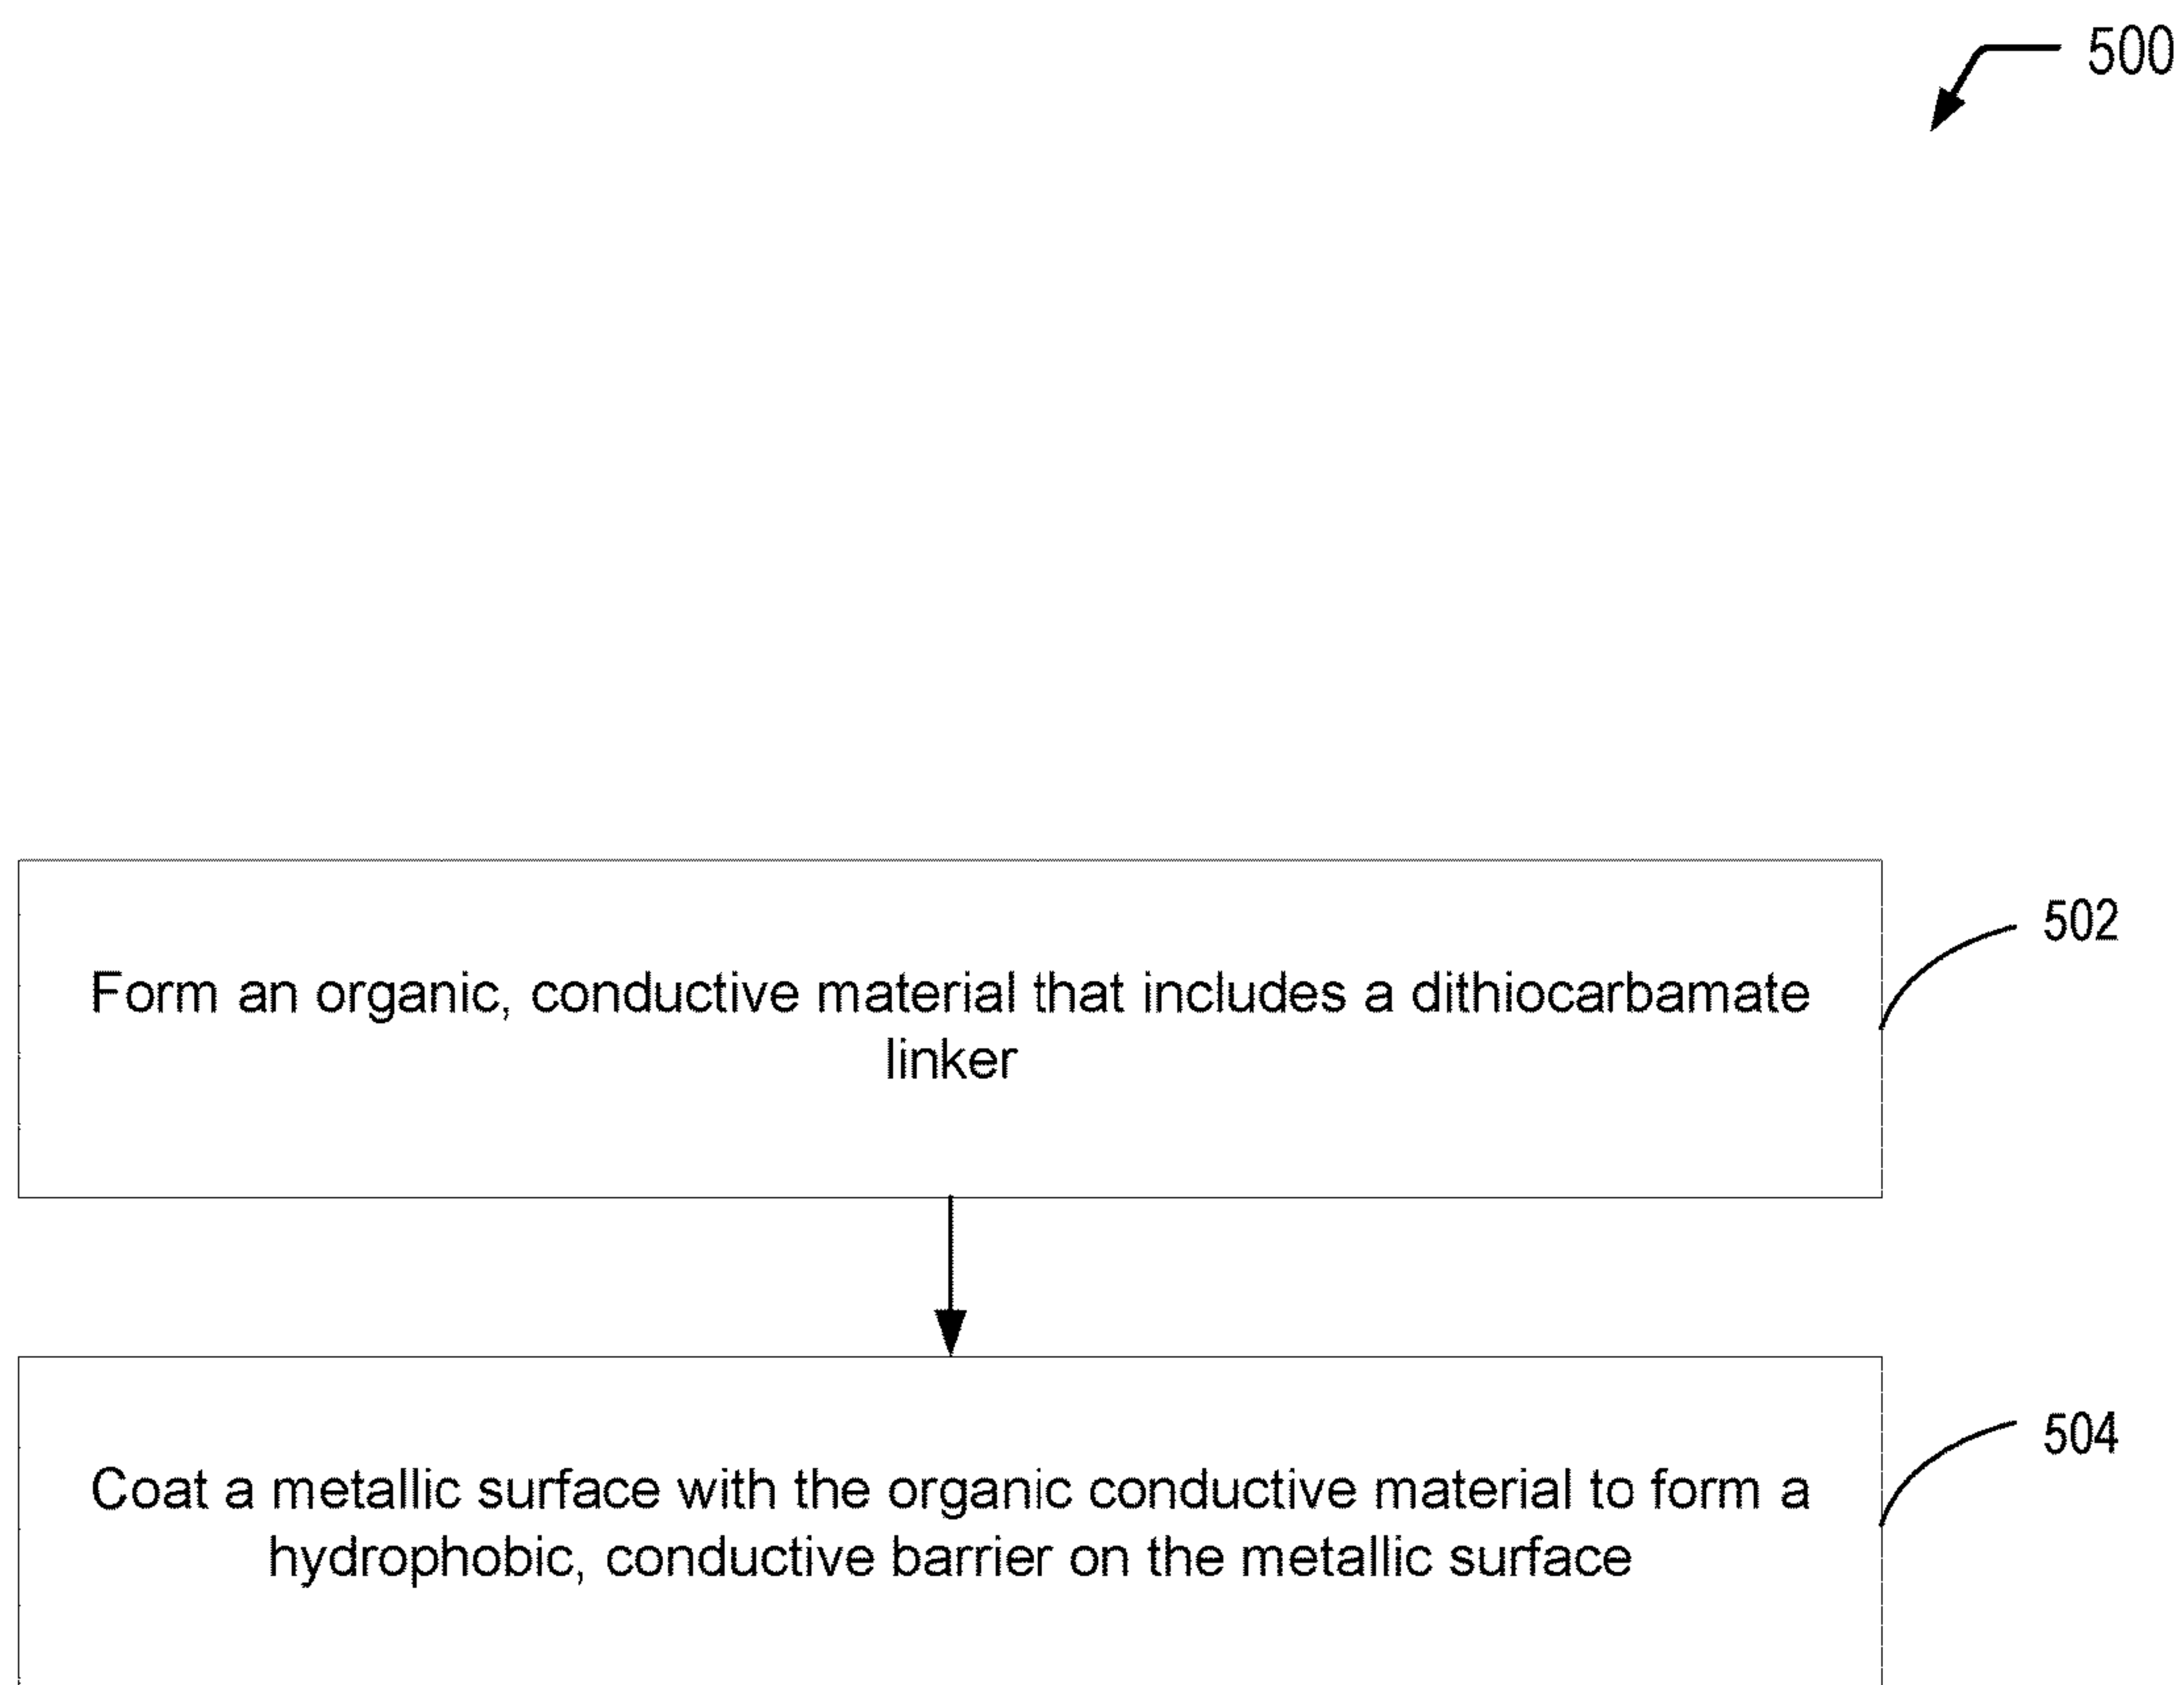 500
502
Form an organic, conductive material that includes a dithiocarbamate
linker
504
Coat a metallic surface with the organic conductive material to form a
hydrophobic, conductive barrier on the metallic surface